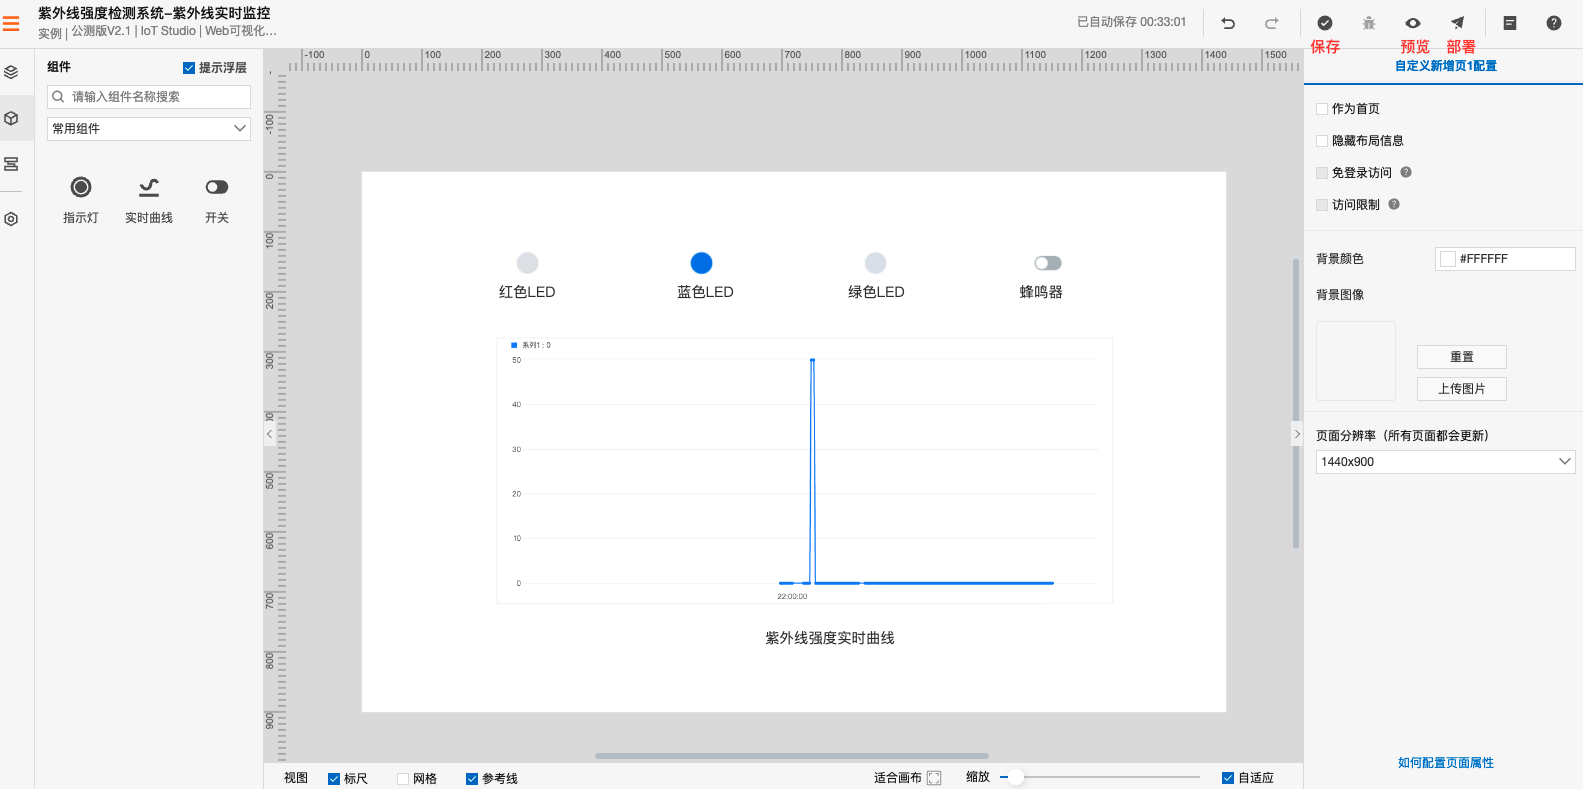 紫外线强度检测系统-紫外线实时监控
实例 | 公测版V2.1 | IoT Studio | Web可视化...
已自动保存 00:33:01
保存
预览
部署
组件
提示浮层
请输入组件名称搜索
常用组件
指示灯
实时曲线
开关
-100 0 100 200 300 400 500 600 700 800 900 1000 1100 1200 1300 1400 1500
-100
0
100
200
300
500
600
700
800
900
红色LED
蓝色LED
绿色LED
蜂鸣器
系列1 : 0
50
40
30
20
10
0
22:00:00
紫外线强度实时曲线
视图
标尺
网格
参考线
适合画布
缩放
自适应
自定义新增页1配置
作为首页
隐藏布局信息
免登录访问 ?
访问限制 ?
背景颜色
#FFFFFF
背景图像
重置
上传图片
页面分辨率（所有页面都会更新）
1440x900
如何配置页面属性